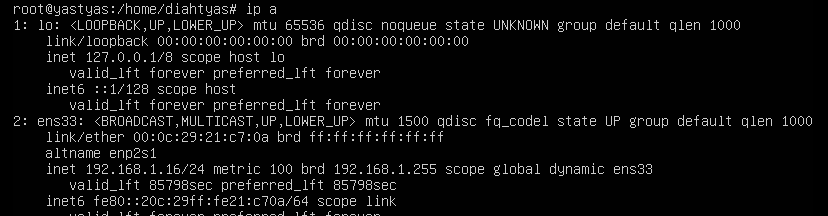 root@yastyas:/home/diahtyas# ip a
1: lo: <LOOPBACK,UP,LOWER_UP> mtu 65536 qdisc noqueue state UNKNOWN group default qlen 1000
    link/loopback 00:00:00:00:00:00 brd 00:00:00:00:00:00
    inet 127.0.0.1/8 scope host lo
       valid_lft forever preferred_lft forever
    inet6 ::1/128 scope host
       valid_lft forever preferred_lft forever
2: ens33: <BROADCAST,MULTICAST,UP,LOWER_UP> mtu 1500 qdisc fq_codel state UP group default qlen 1000
    link/ether 00:0c:29:21:c7:0a brd ff:ff:ff:ff:ff:ff
    altname enp2s1
    inet 192.168.1.16/24 metric 100 brd 192.168.1.255 scope global dynamic ens33
       valid_lft 85798sec preferred_lft 85798sec
    inet6 fe80::20c:29ff:fe21:c70a/64 scope link
       valid_lft forever preferred_lft forever